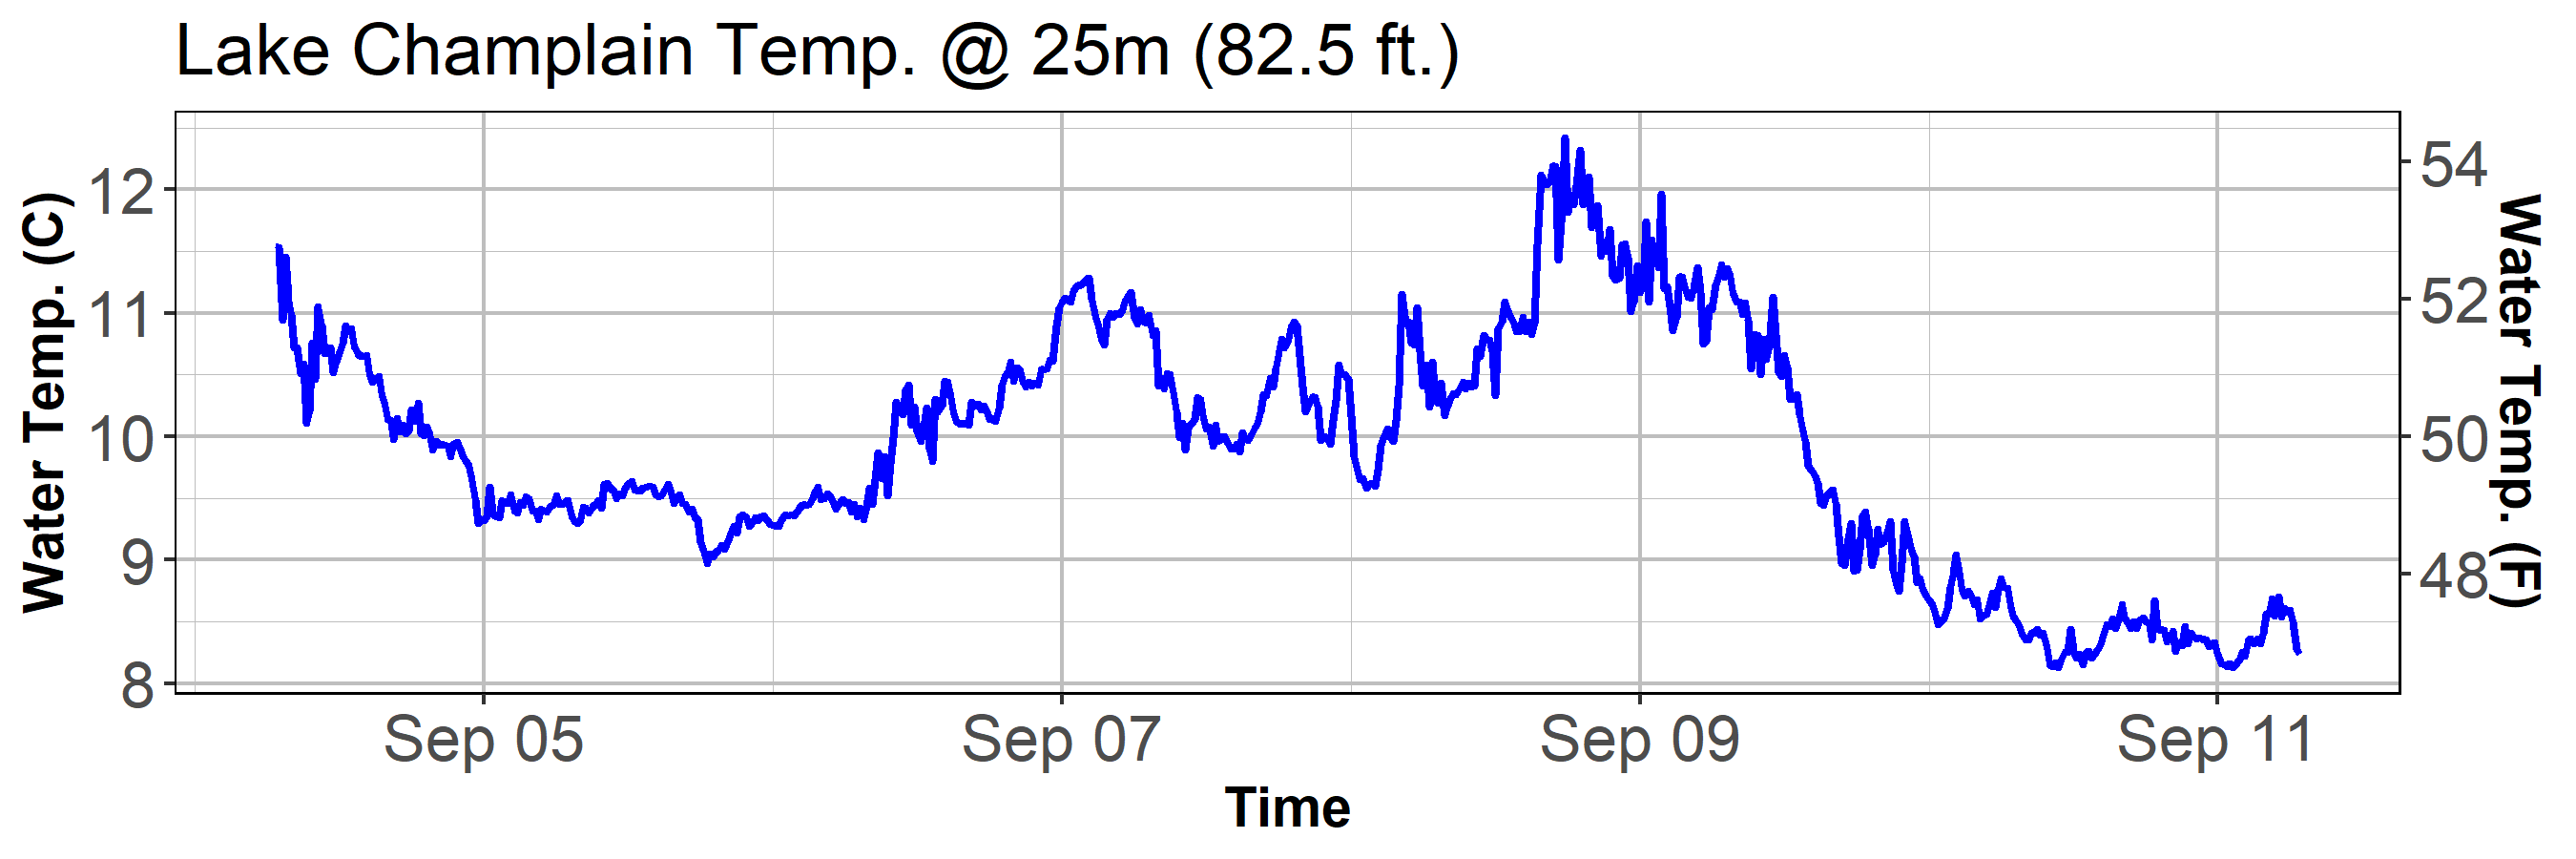 Lake Champlain Temp. @ 25m (82.5 ft.)
Water Temp. (C)
12
11
10
9
8
54
52
50
48
Water Temp. (F)
Sep 05
Sep 07
Sep 09
Sep 11
Time